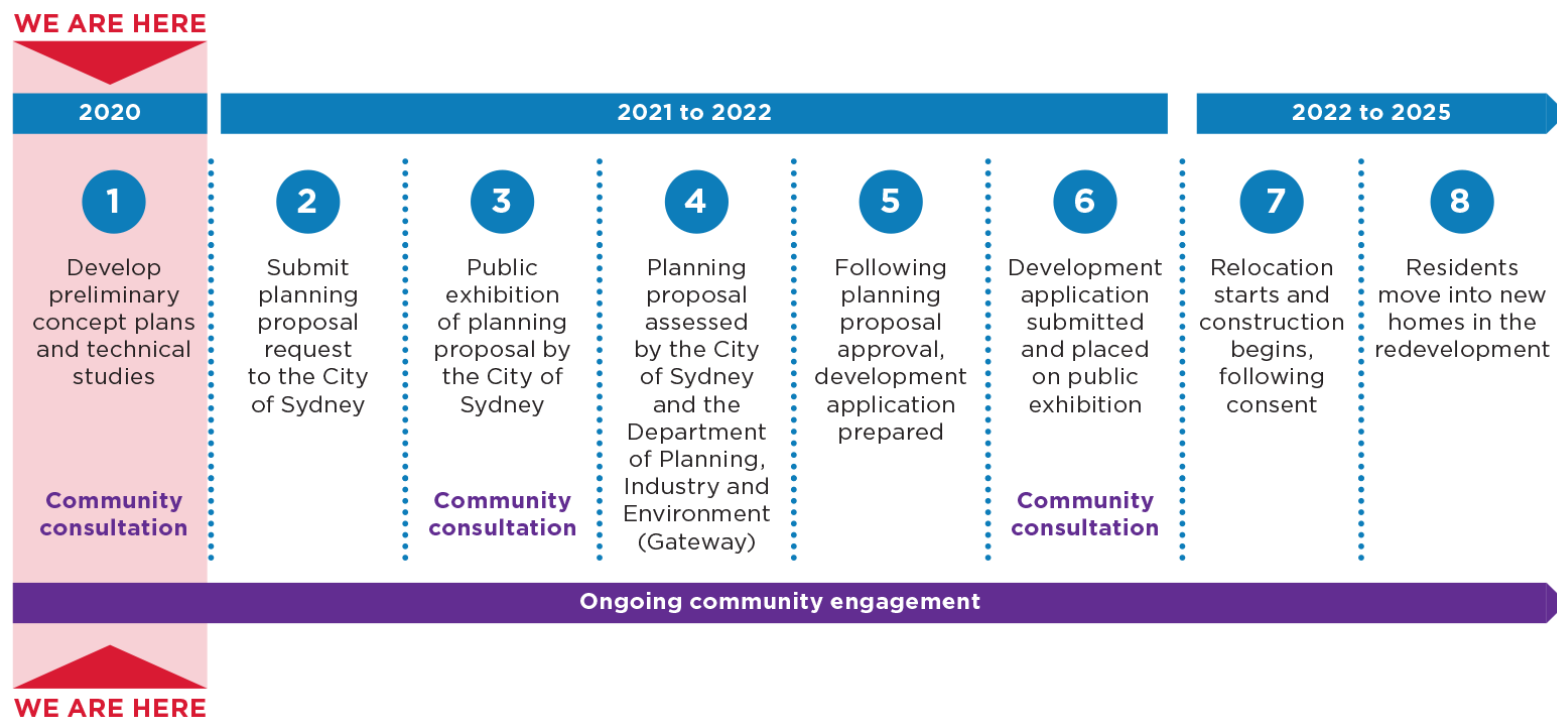 WE ARE HERE
2020
2021 to 2022
2022 to 2025
1
Develop
preliminary
concept plans
and technical
studies
Community
consultation
2
Submit
planning
proposal
request
to the City
of Sydney
3
Public
exhibition
of planning
proposal by
the City of
Sydney
Community
consultation
4
Planning
proposal
assessed
by the City
of Sydney
and the
Department
of Planning,
Industry and
Environment
(Gateway)
5
Following
planning
proposal
approval,
development
application
prepared
6
Development
application
submitted
and placed
on public
exhibition
Community
consultation
7
Relocation
starts and
construction
begins,
following
consent
8
Residents
move into new
homes in the
redevelopment
Ongoing community engagement
WE ARE HERE